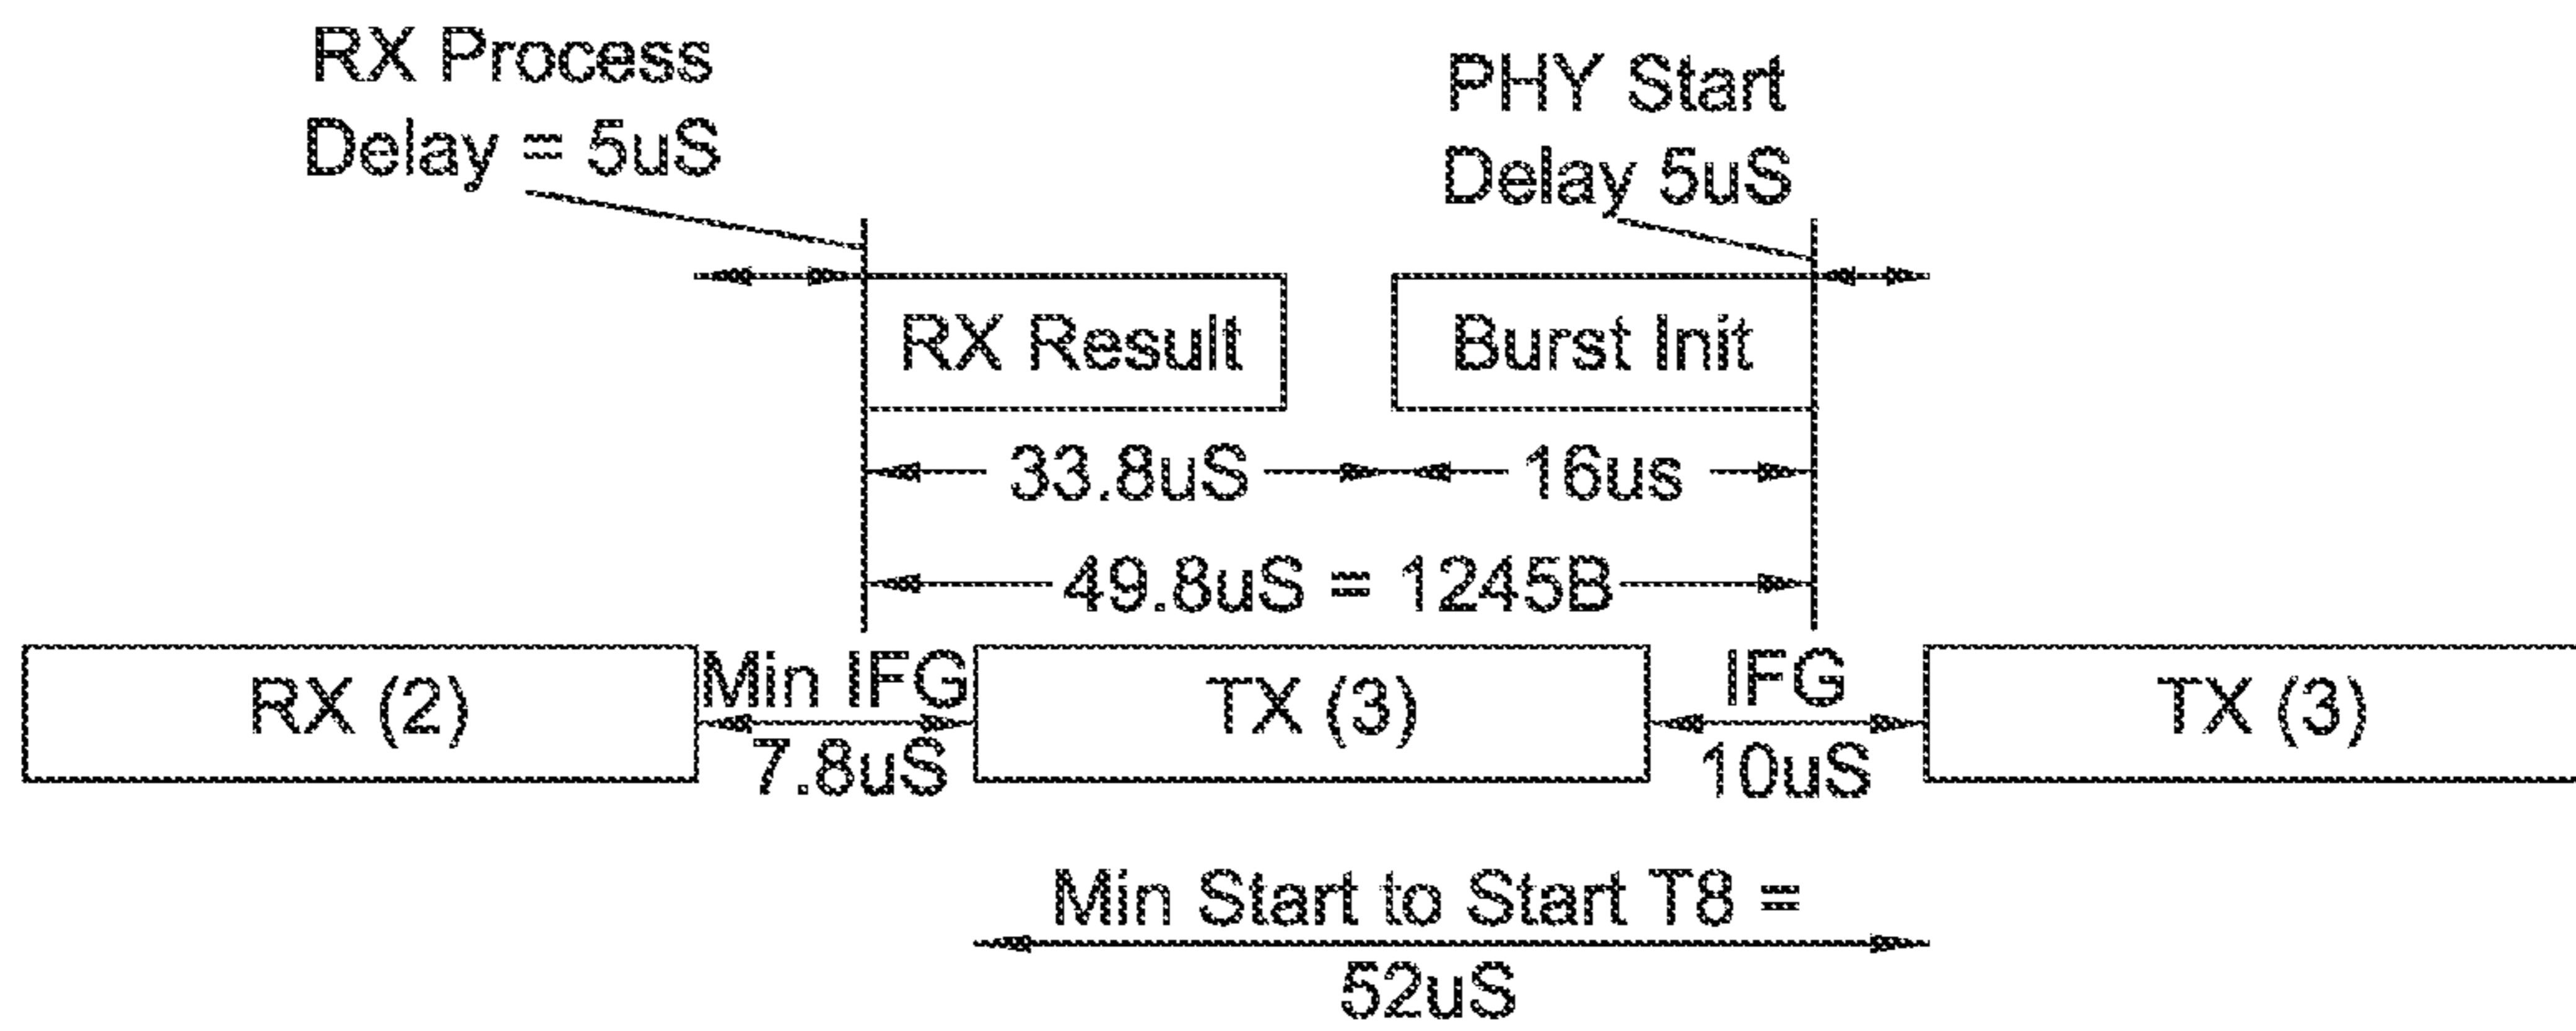 RX Process
Delay = 5uS
PHY Start
Delay 5uS
RX Result
Burst Init
33.8uS
16us
49.8uS = 1245B
RX (2)
Min IFG
7.8uS
TX (3)
IFG
10uS
TX (3)
Min Start to Start T8 =
52uS